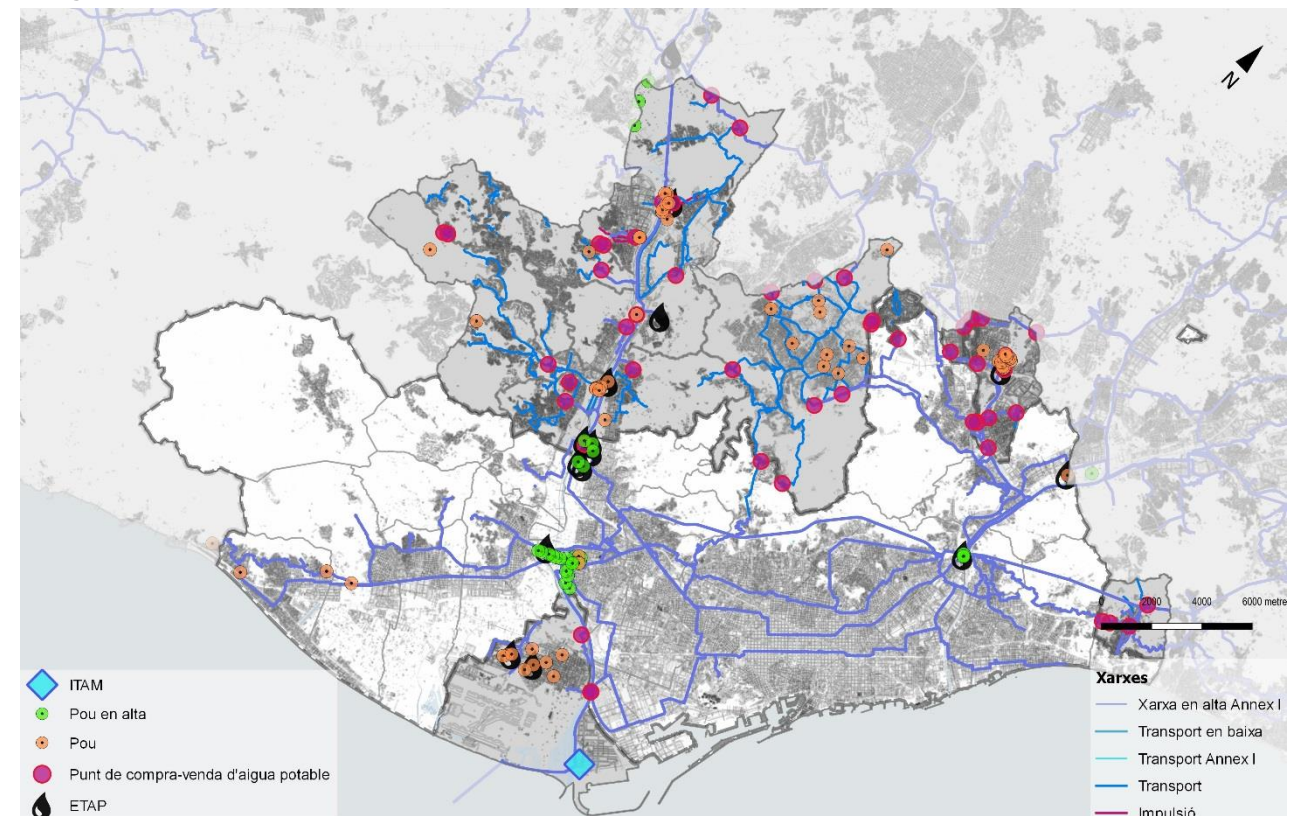 N
2000 4000 6000 metre
ITAM
Pou en alta
Pou
Punt de compra-venda d'aigua potable
ETAP
Xarxes
Xarxa en alta Annex I
Transport en baixa
Transport Annex I
Transport
Impulsió